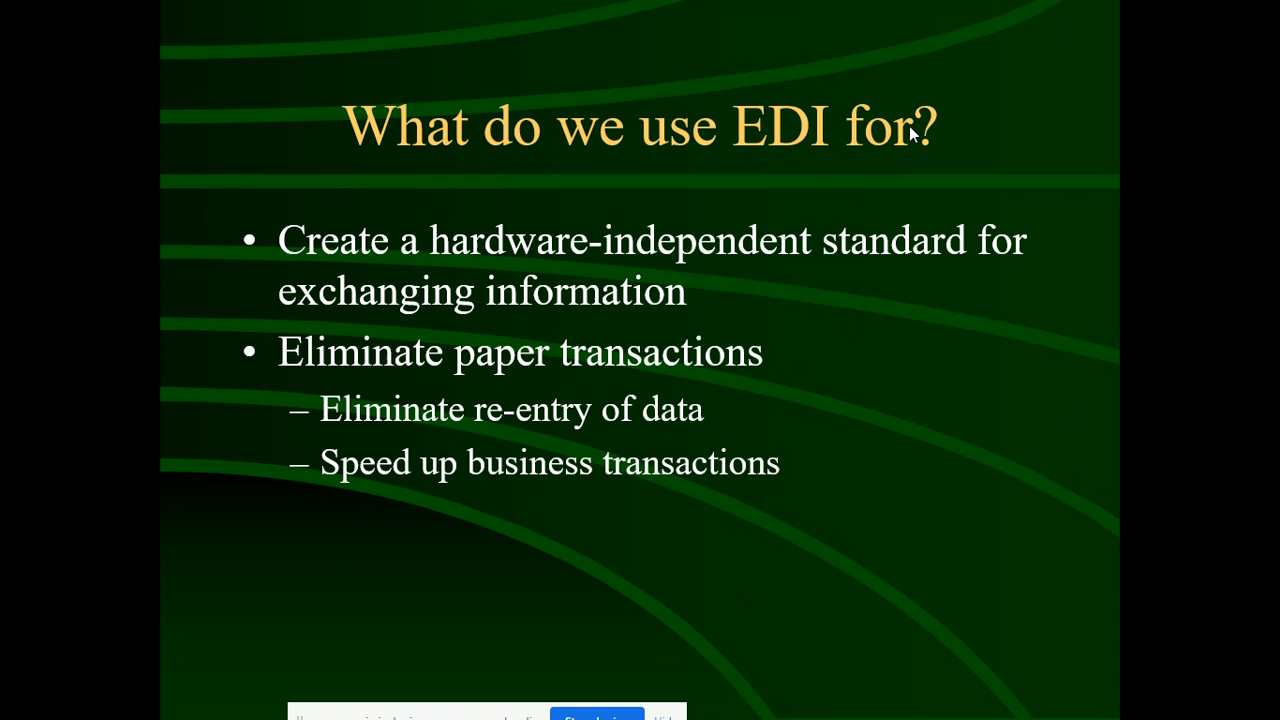 What do we use EDI for?
• Create a hardware-independent standard for
exchanging information
• Eliminate paper transactions
– Eliminate re-entry of data
– Speed up business transactions